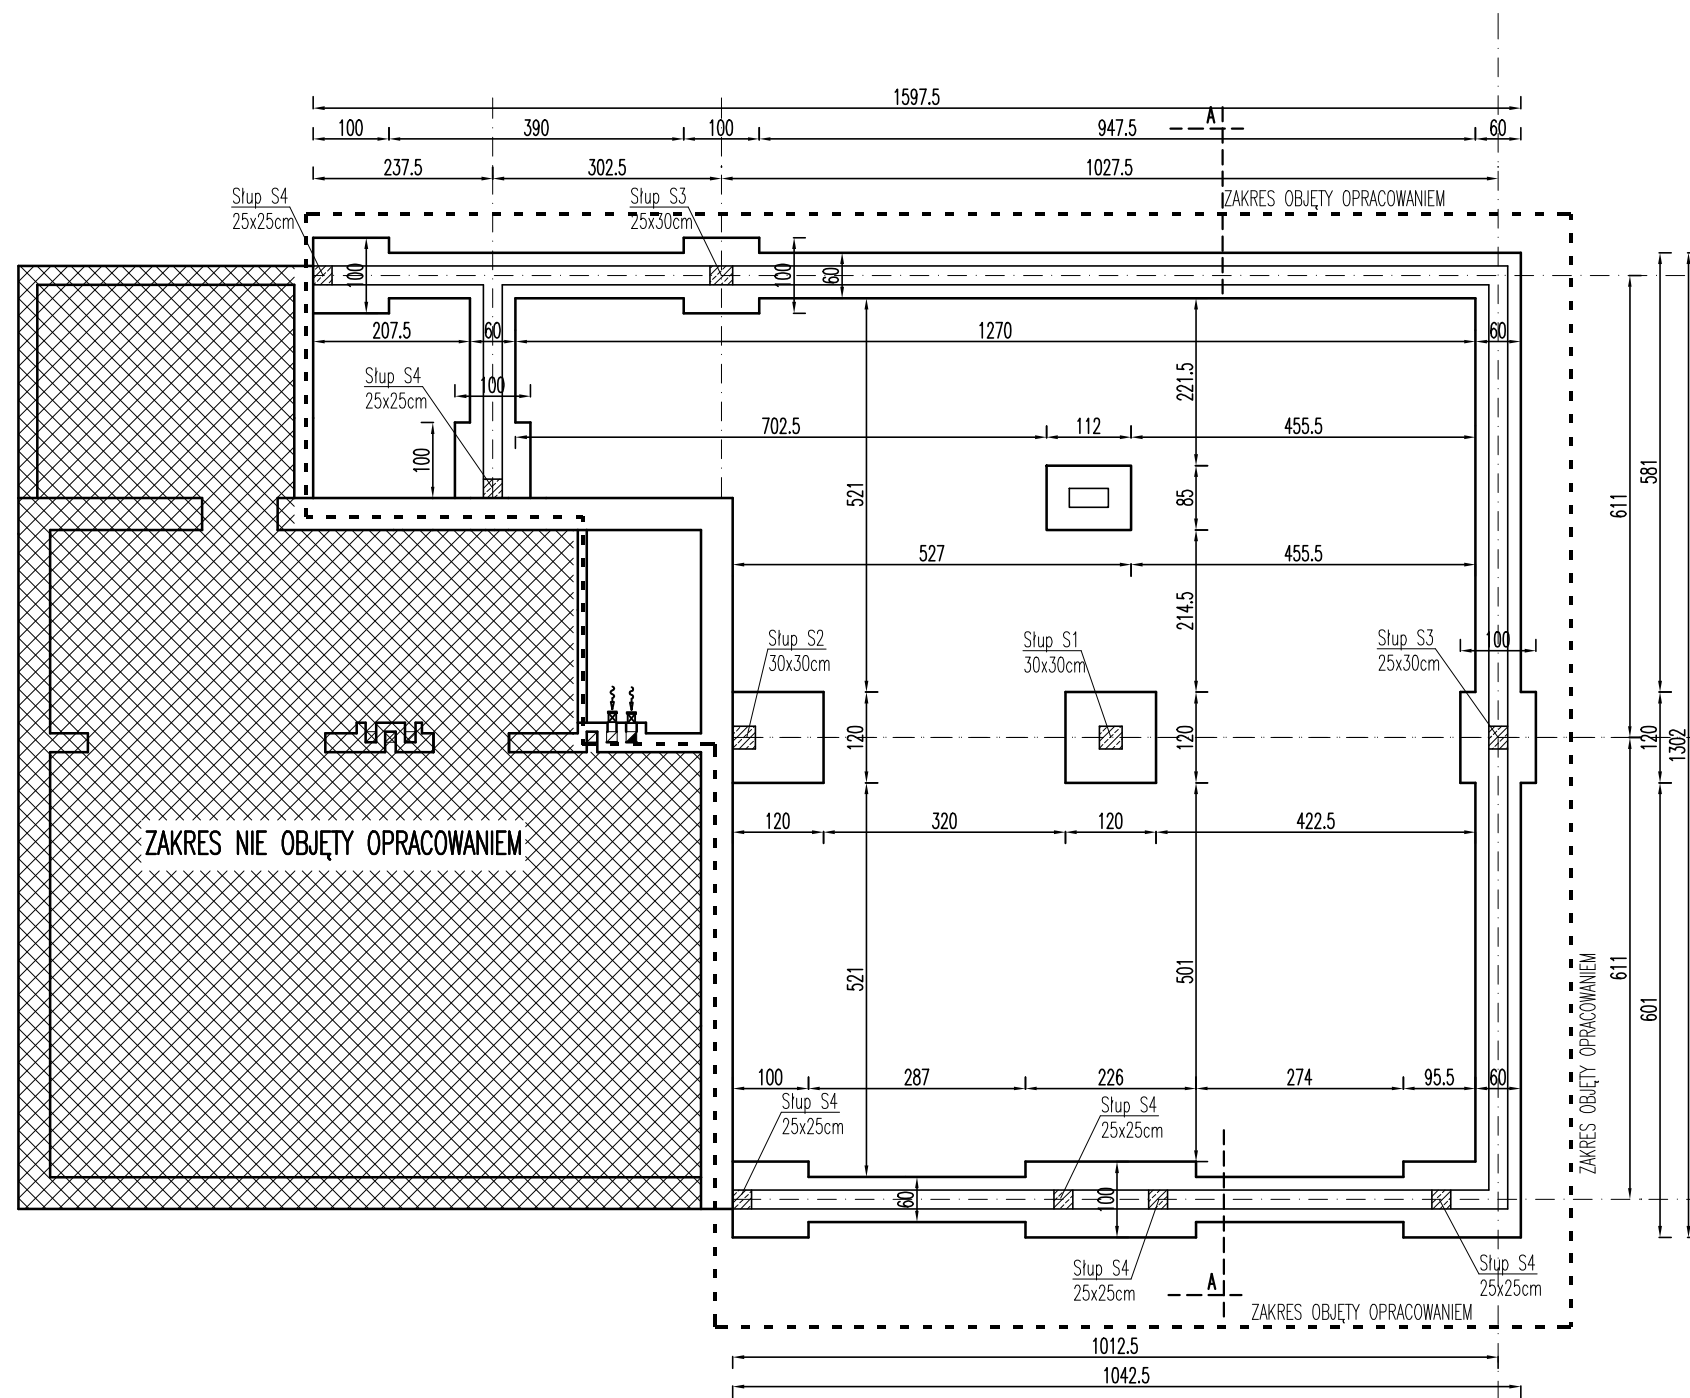 1597.5
100 390 100 947.5 60
A
237.5 302.5 1027.5
Słup S4
25x25cm
Słup S3
25x30cm
ZAKRES OBJĘTY OPRACOWANIEM
100
100
60
207.5 60 1270 60
Słup S4
25x25cm
100
221.5
702.5 112 455.5
100
521
85
581
611
527 455.5
214.5
Słup S2
30x30cm
Słup S1
30x30cm
Słup S3
25x30cm
100
120
120
120
1302
ZAKRES NIE OBJĘTY OPRACOWANIEM
120 320 120 422.5
521
501
611
601
ZAKRES OBJĘTY OPRACOWANIEM
100 287 226 274 95.5 60
Słup S4
25x25cm
Słup S4
25x25cm
60
100
Słup S4
25x25cm
Słup S4
25x25cm
A
ZAKRES OBJĘTY OPRACOWANIEM
1012.5
1042.5